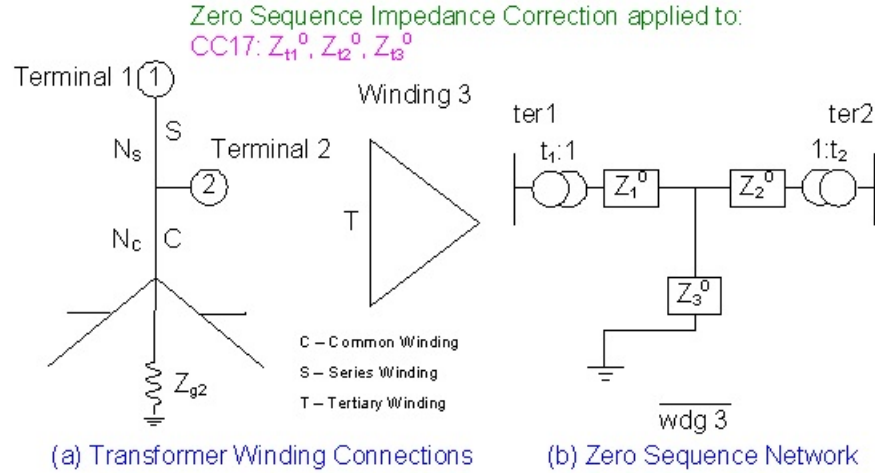 Zero Sequence Impedance Correction applied to:
CC17: Zt1⁰, Zt2⁰, Zt3⁰
Terminal 1
1
S
Ns
Terminal 2
2
Nc
C
Zg2
Winding 3
T
C – Common Winding
S – Series Winding
T – Tertiary Winding
(a) Transformer Winding Connections
ter1
ter2
t1:1
1:t2
Z1⁰
Z2⁰
Z3⁰
wdg 3
(b) Zero Sequence Network